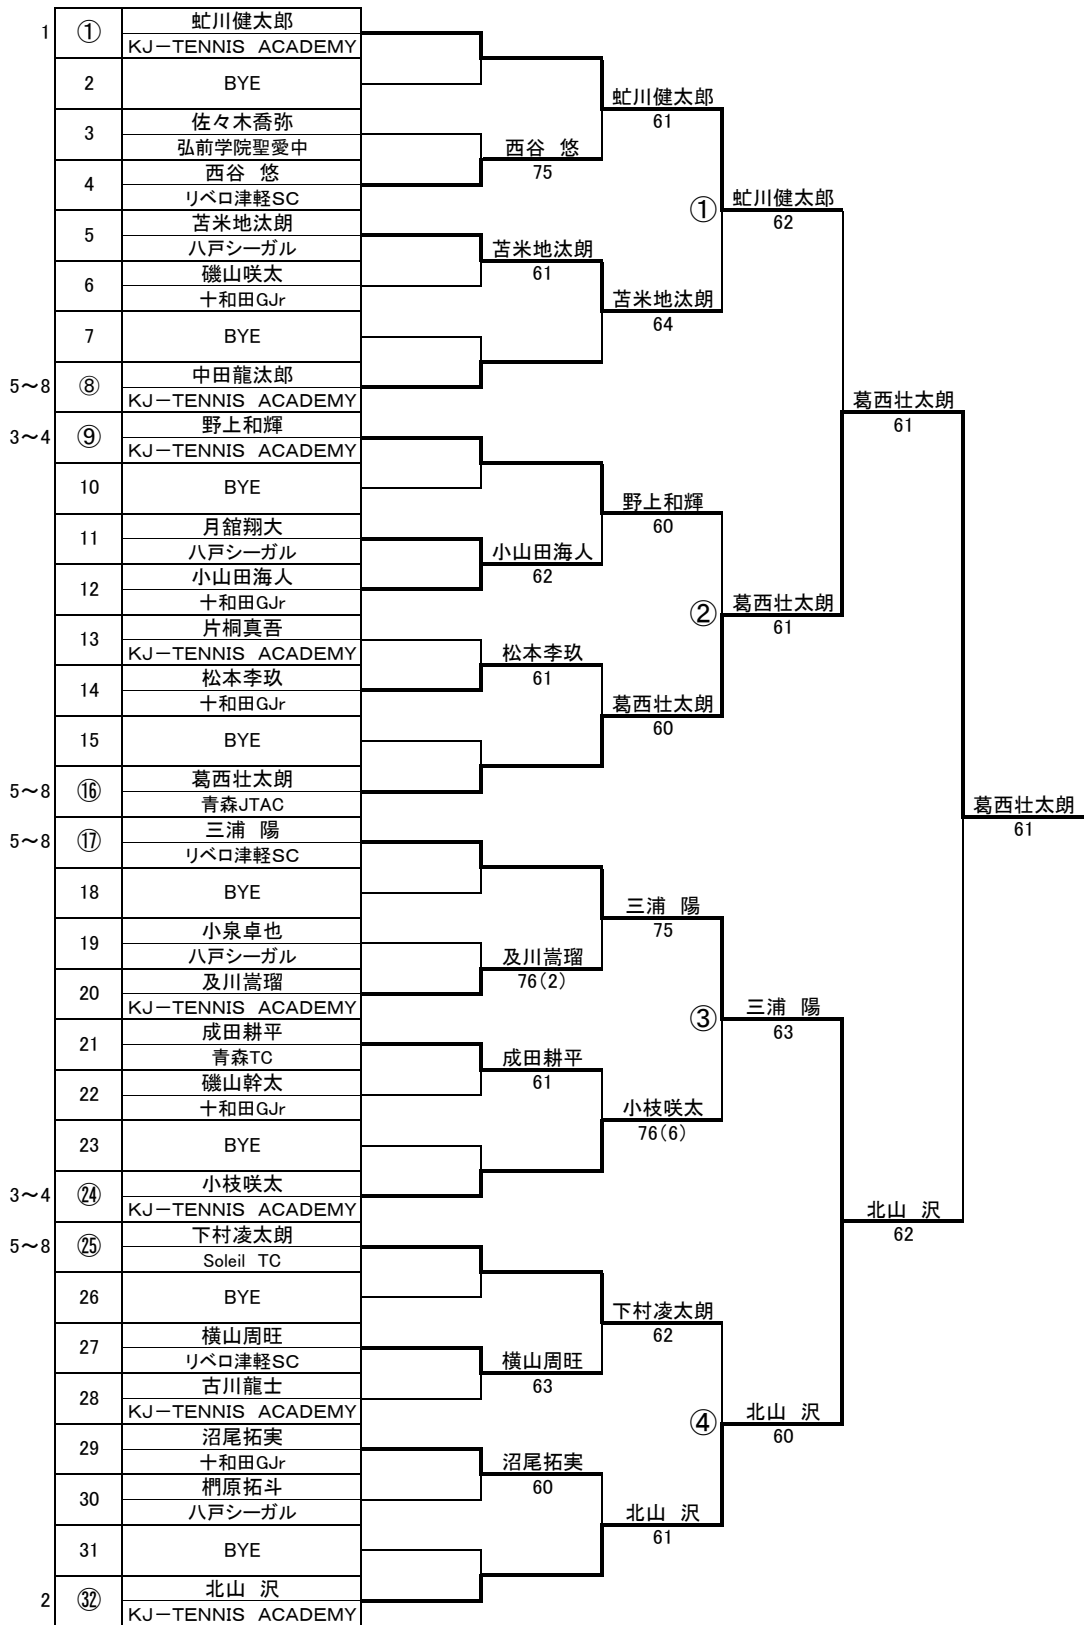 1
①
虻川健太郎
KJ－TENNIS　ACADEMY
2
BYE
3
佐々木喬弥
弘前学院聖愛中
4
西谷　悠
リベロ津軽SC
5
苫米地汰朗
八戸シーガル
6
磯山咲太
十和田GJr
7
BYE
5～8
⑧
中田龍汰郎
KJ－TENNIS　ACADEMY
3～4
⑨
野上和輝
KJ－TENNIS　ACADEMY
10
BYE
11
月舘翔大
八戸シーガル
12
小山田海人
十和田GJr
13
片桐真吾
KJ－TENNIS　ACADEMY
14
松本李玖
十和田GJr
15
BYE
5～8
⑯
葛西壮太朗
青森JTAC
5～8
⑰
三浦　陽
リベロ津軽SC
18
BYE
19
小泉卓也
八戸シーガル
20
及川嵩瑠
KJ－TENNIS　ACADEMY
21
成田耕平
青森TC
22
磯山幹太
十和田GJr
23
BYE
3～4
㉔
小枝咲太
KJ－TENNIS　ACADEMY
5～8
㉕
下村凌太朗
Soleil　TC
26
BYE
27
横山周旺
リベロ津軽SC
28
古川龍士
KJ－TENNIS　ACADEMY
29
沼尾拓実
十和田GJr
30
椚原拓斗
八戸シーガル
31
BYE
2
㉜
北山　沢
KJ－TENNIS　ACADEMY
西谷　悠
75
苫米地汰朗
61
小山田海人
62
松本李玖
61
及川嵩瑠
76(2)
成田耕平
61
横山周旺
63
沼尾拓実
60
虻川健太郎
61
苫米地汰朗
64
野上和輝
60
葛西壮太朗
60
三浦　陽
75
小枝咲太
76(6)
下村凌太朗
62
北山　沢
61
①
虻川健太郎
62
②
葛西壮太朗
61
③
三浦　陽
63
④
北山　沢
60
葛西壮太朗
61
北山　沢
62
葛西壮太朗
61